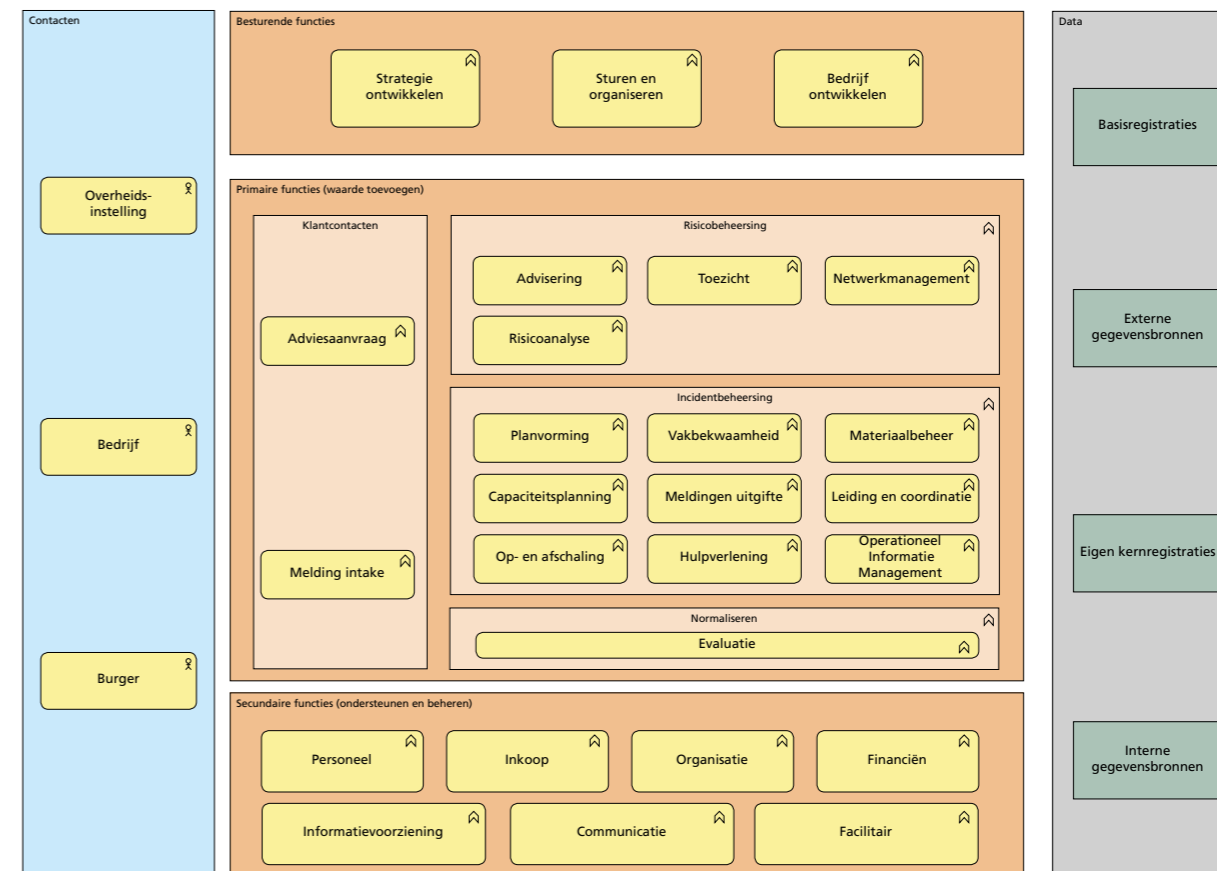 Contacten
Overheids-
instelling
Bedrijf
Burger
Besturende functies
Strategie
ontwikkelen
Sturen en
organiseren
Bedrijf
ontwikkelen
Primaire functies (waarde toevoegen)
Klantcontacten
Adviesaanvraag
Melding intake
Risicobeheersing
Advisering
Toezicht
Netwerkmanagement
Risicoanalyse
Incidentbeheersing
Planvorming
Vakbekwaamheid
Materiaalbeheer
Capaciteitsplanning
Meldingen uitgifte
Leiding en coordinatie
Op- en afschaling
Hulpverlening
Operationeel
Informatie
Management
Normaliseren
Evaluatie
Secundaire functies (ondersteunen en beheren)
Personeel
Inkoop
Organisatie
Financiën
Informatievoorziening
Communicatie
Facilitair
Data
Basisregistraties
Externe
gegevensbronnen
Eigen kernregistraties
Interne
gegevensbronnen